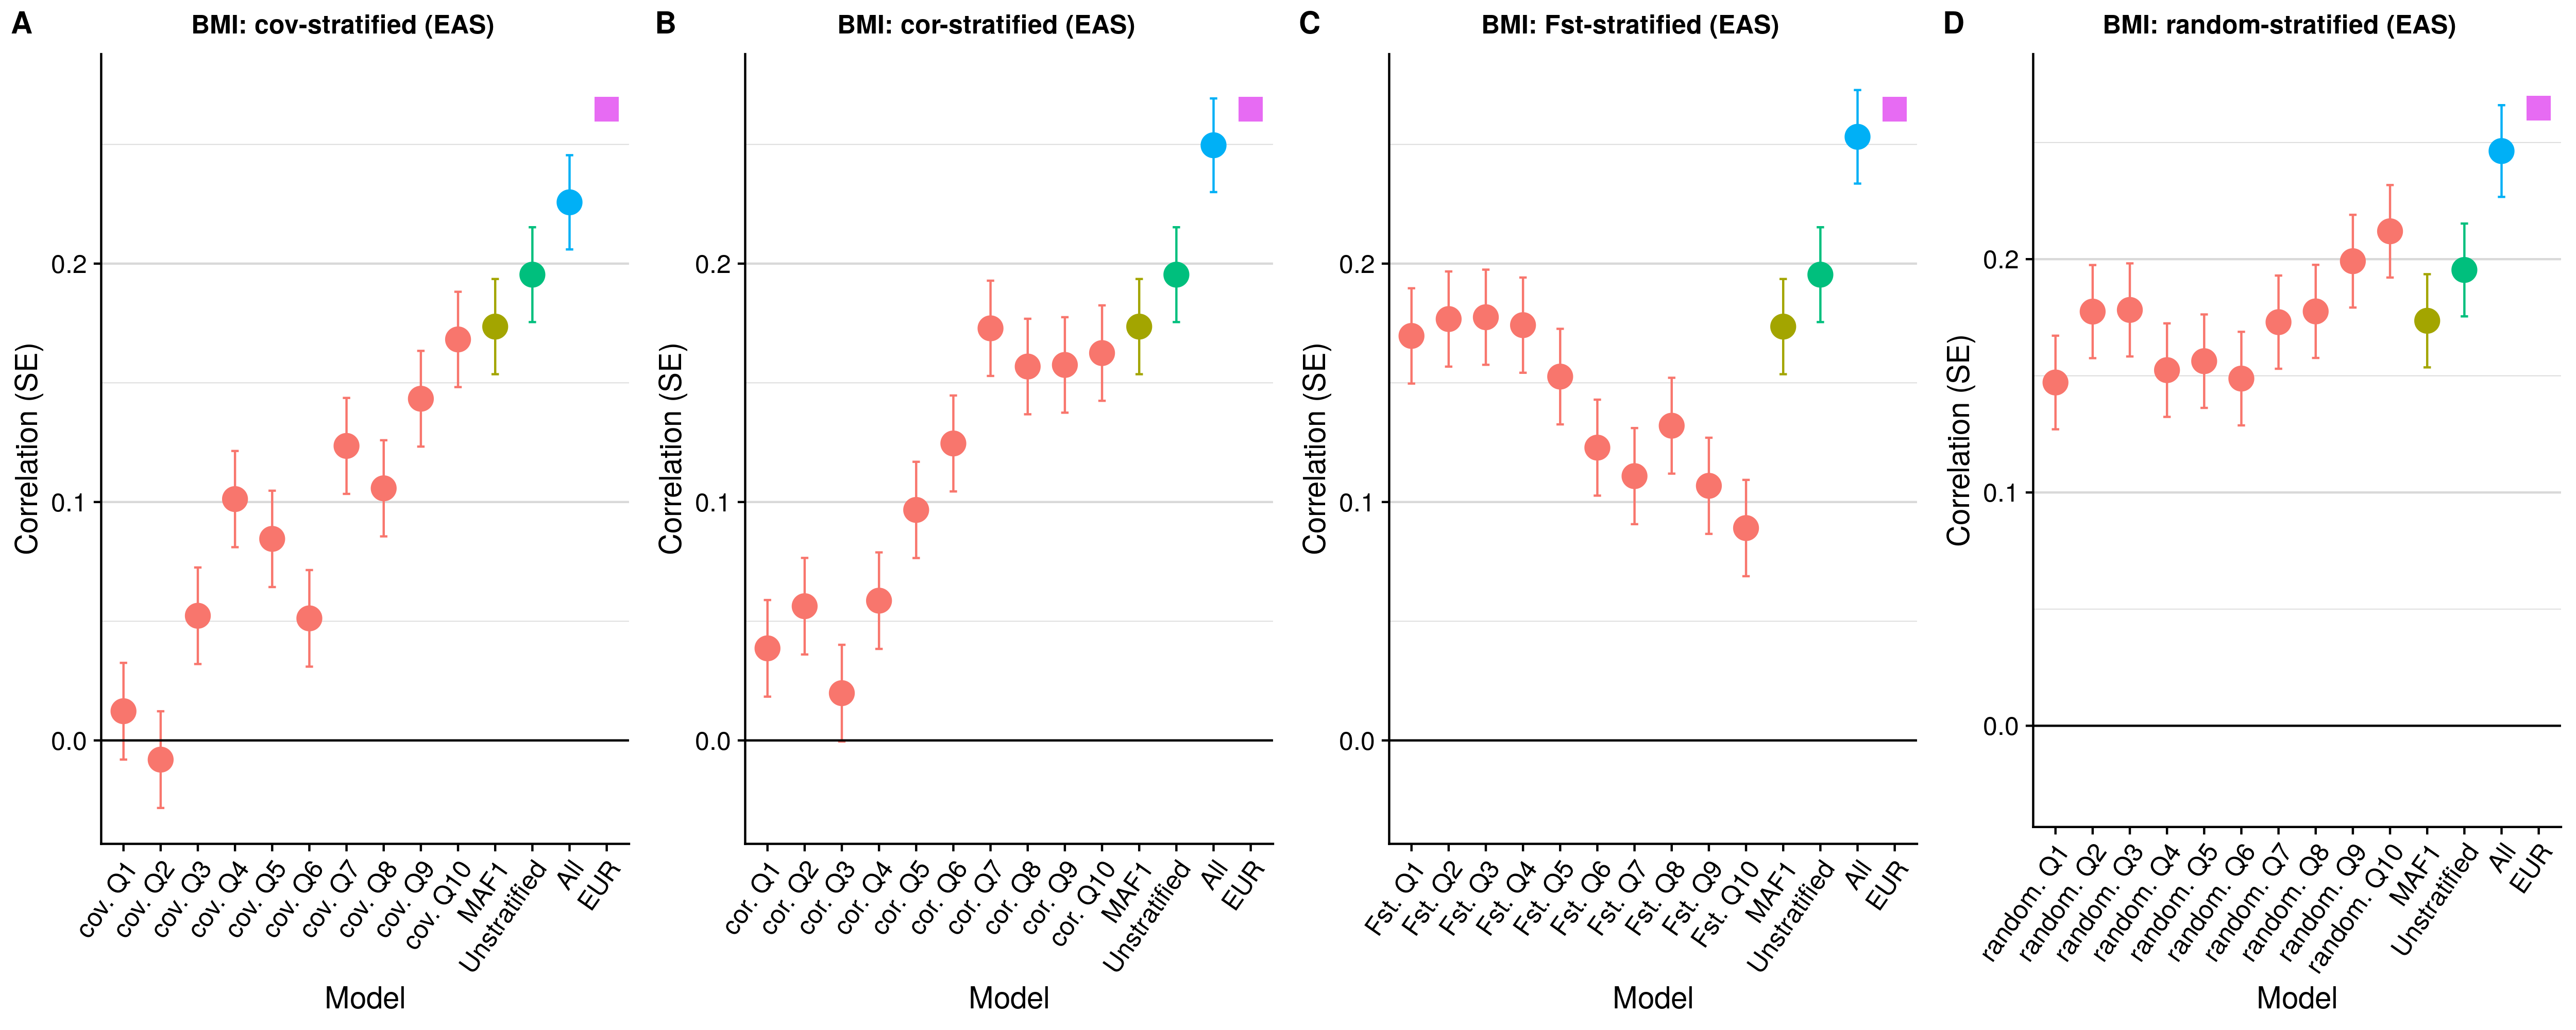 A
BMI: cov-stratified (EAS)
Correlation (SE)
0.2
0.1
0.0
cov. Q1
cov. Q2
cov. Q3
cov. Q4
cov. Q5
cov. Q6
cov. Q7
cov. Q8
cov. Q9
cov. Q10
MAF1
Unstratified
All
EUR
Model
B
BMI: cor-stratified (EAS)
Correlation (SE)
0.2
0.1
0.0
cor. Q1
cor. Q2
cor. Q3
cor. Q4
cor. Q5
cor. Q6
cor. Q7
cor. Q8
cor. Q9
cor. Q10
MAF1
Unstratified
All
EUR
Model
C
BMI: Fst-stratified (EAS)
Correlation (SE)
0.2
0.1
0.0
Fst. Q1
Fst. Q2
Fst. Q3
Fst. Q4
Fst. Q5
Fst. Q6
Fst. Q7
Fst. Q8
Fst. Q9
Fst. Q10
MAF1
Unstratified
All
EUR
Model
D
BMI: random-stratified (EAS)
Correlation (SE)
0.2
0.1
0.0
random. Q1
random. Q2
random. Q3
random. Q4
random. Q5
random. Q6
random. Q7
random. Q8
random. Q9
random. Q10
MAF1
Unstratified
All
EUR
Model